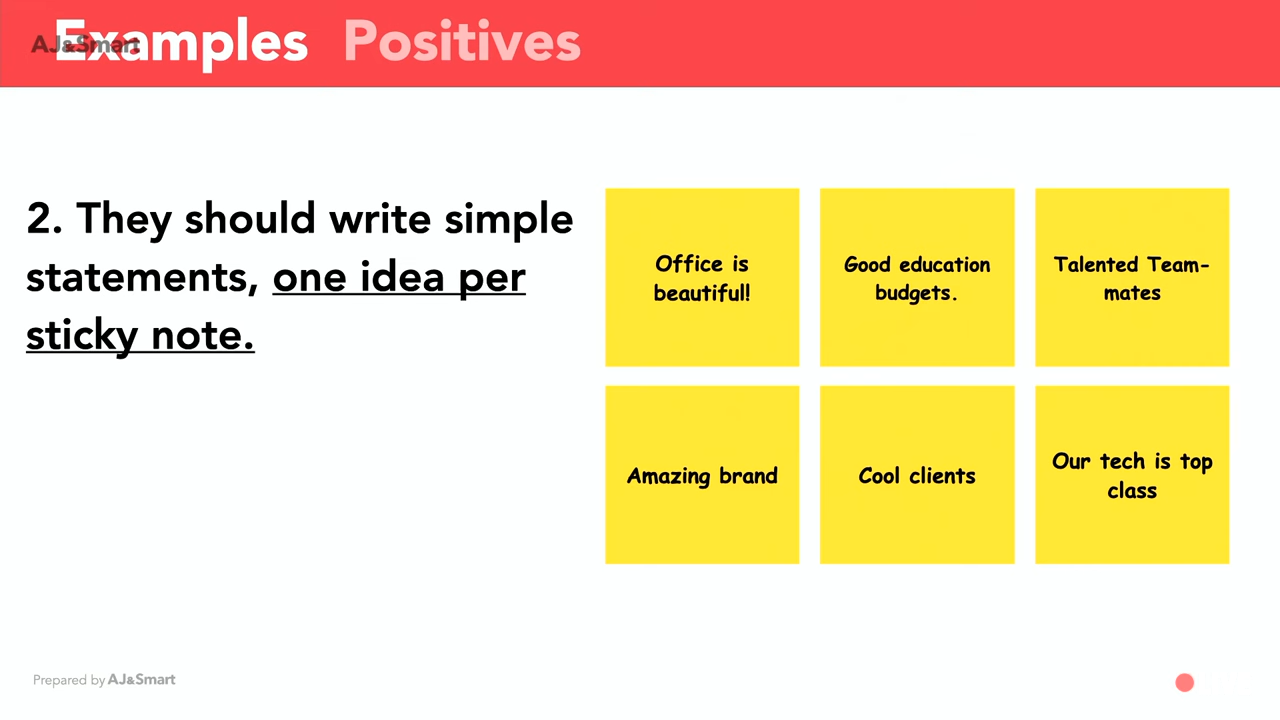 Examples Positives
AJ&Smart
2. They should write simple
statements, one idea per
sticky note.
Office is
beautiful!
Good education
budgets.
Talented Team-
mates
Amazing brand
Cool clients
Our tech is top
class
Prepared by AJ&Smart